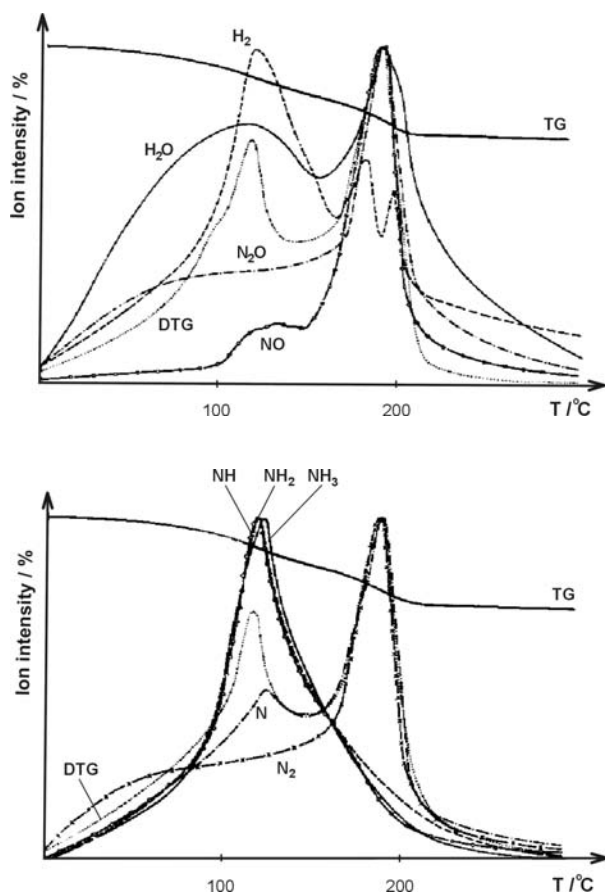 Ion intensity / %
H₂
TG
H₂O
N₂O
DTG
NO
100
200
T /°C
NH
NH₂
NH₃
Ion intensity / %
TG
N
DTG
N₂
100
200
T /°C